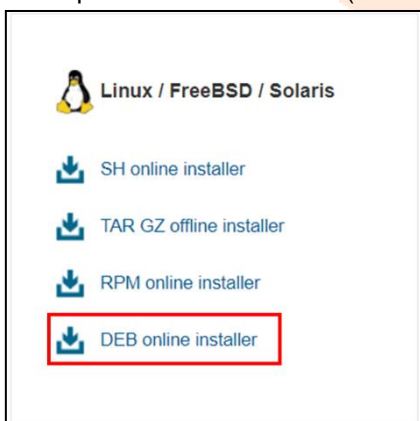 Linux / FreeBSD / Solaris
SH online installer
TAR GZ offline installer
RPM online installer
DEB online installer